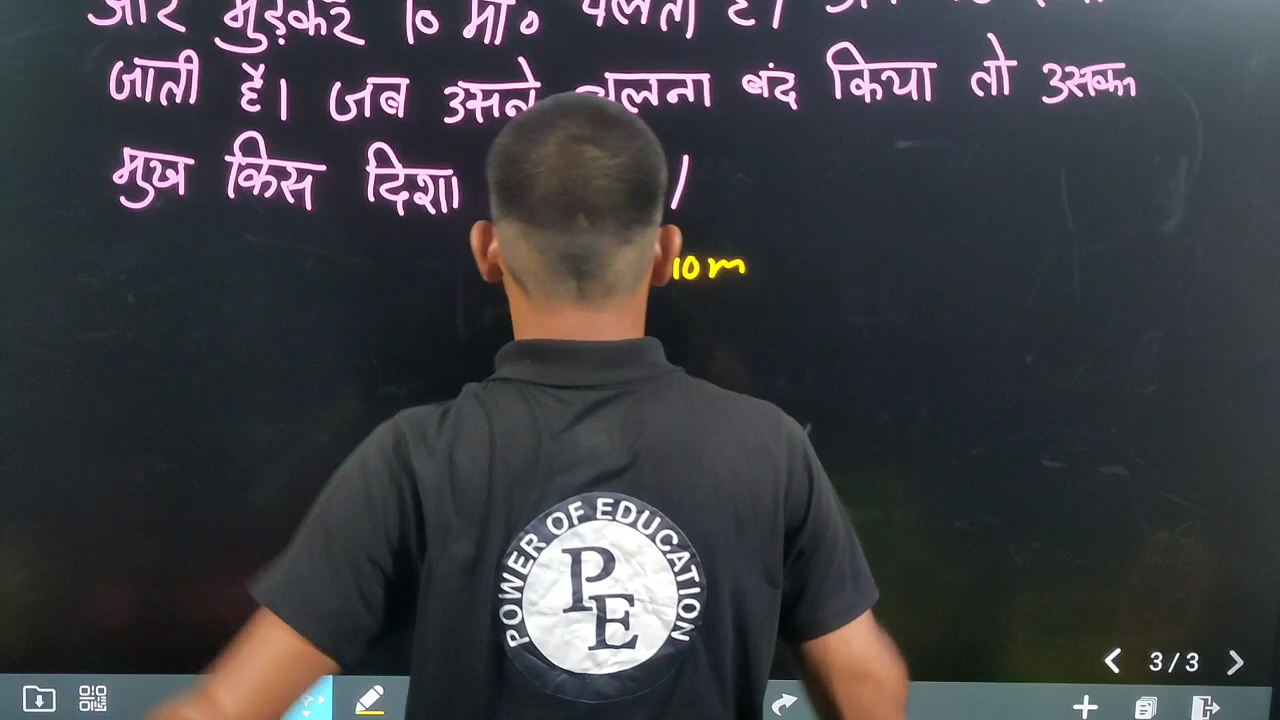 और मुड़कर 10 मी० चलता है।
जाती है। जब उसने चलना बंद किया तो उसका
मुख किस दिशा
10 m
POWER OF EDUCATION
PE
3/3